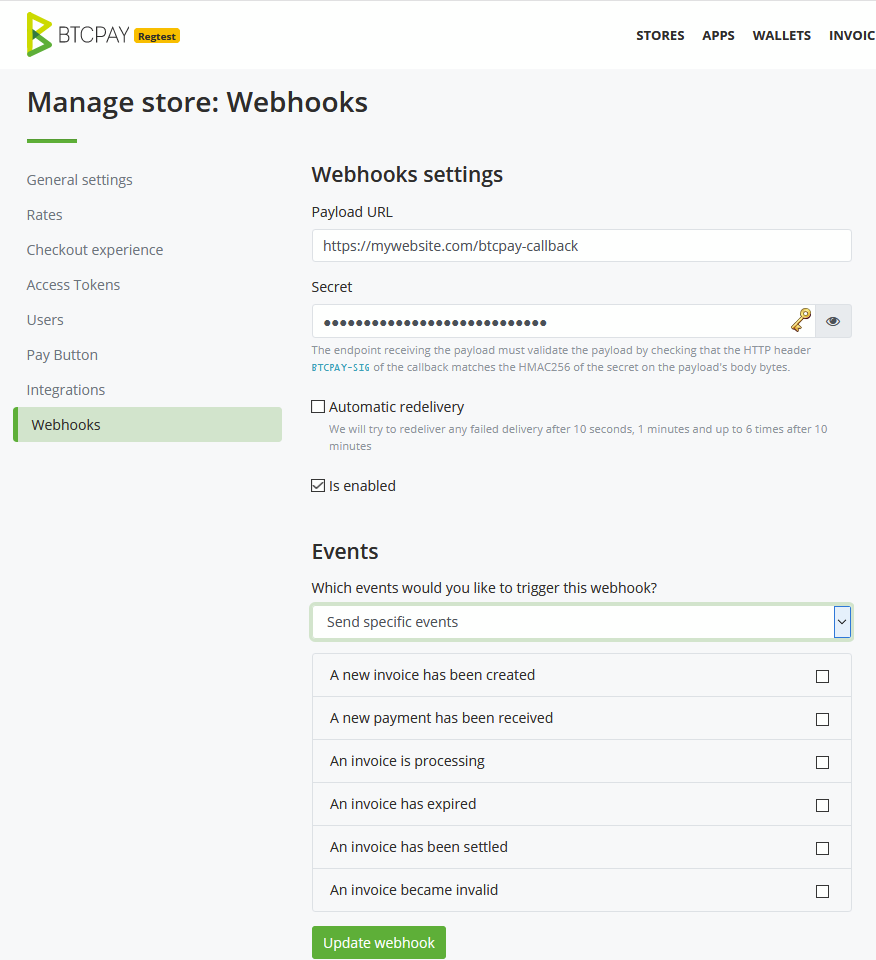 BTCPAY Regtest
STORES APPS WALLETS INVOIC
Manage store: Webhooks
General settings
Rates
Checkout experience
Access Tokens
Users
Pay Button
Integrations
Webhooks
Webhooks settings
Payload URL
https://mywebsite.com/btcpay-callback
Secret
••••••••••••••••••••••••••••
The endpoint receiving the payload must validate the payload by checking that the HTTP header
BTCPAY-SIG of the callback matches the HMAC256 of the secret on the payload's body bytes.
Automatic redelivery
We will try to redeliver any failed delivery after 10 seconds, 1 minutes and up to 6 times after 10
minutes
Is enabled
Events
Which events would you like to trigger this webhook?
Send specific events
A new invoice has been created
A new payment has been received
An invoice is processing
An invoice has expired
An invoice has been settled
An invoice became invalid
Update webhook